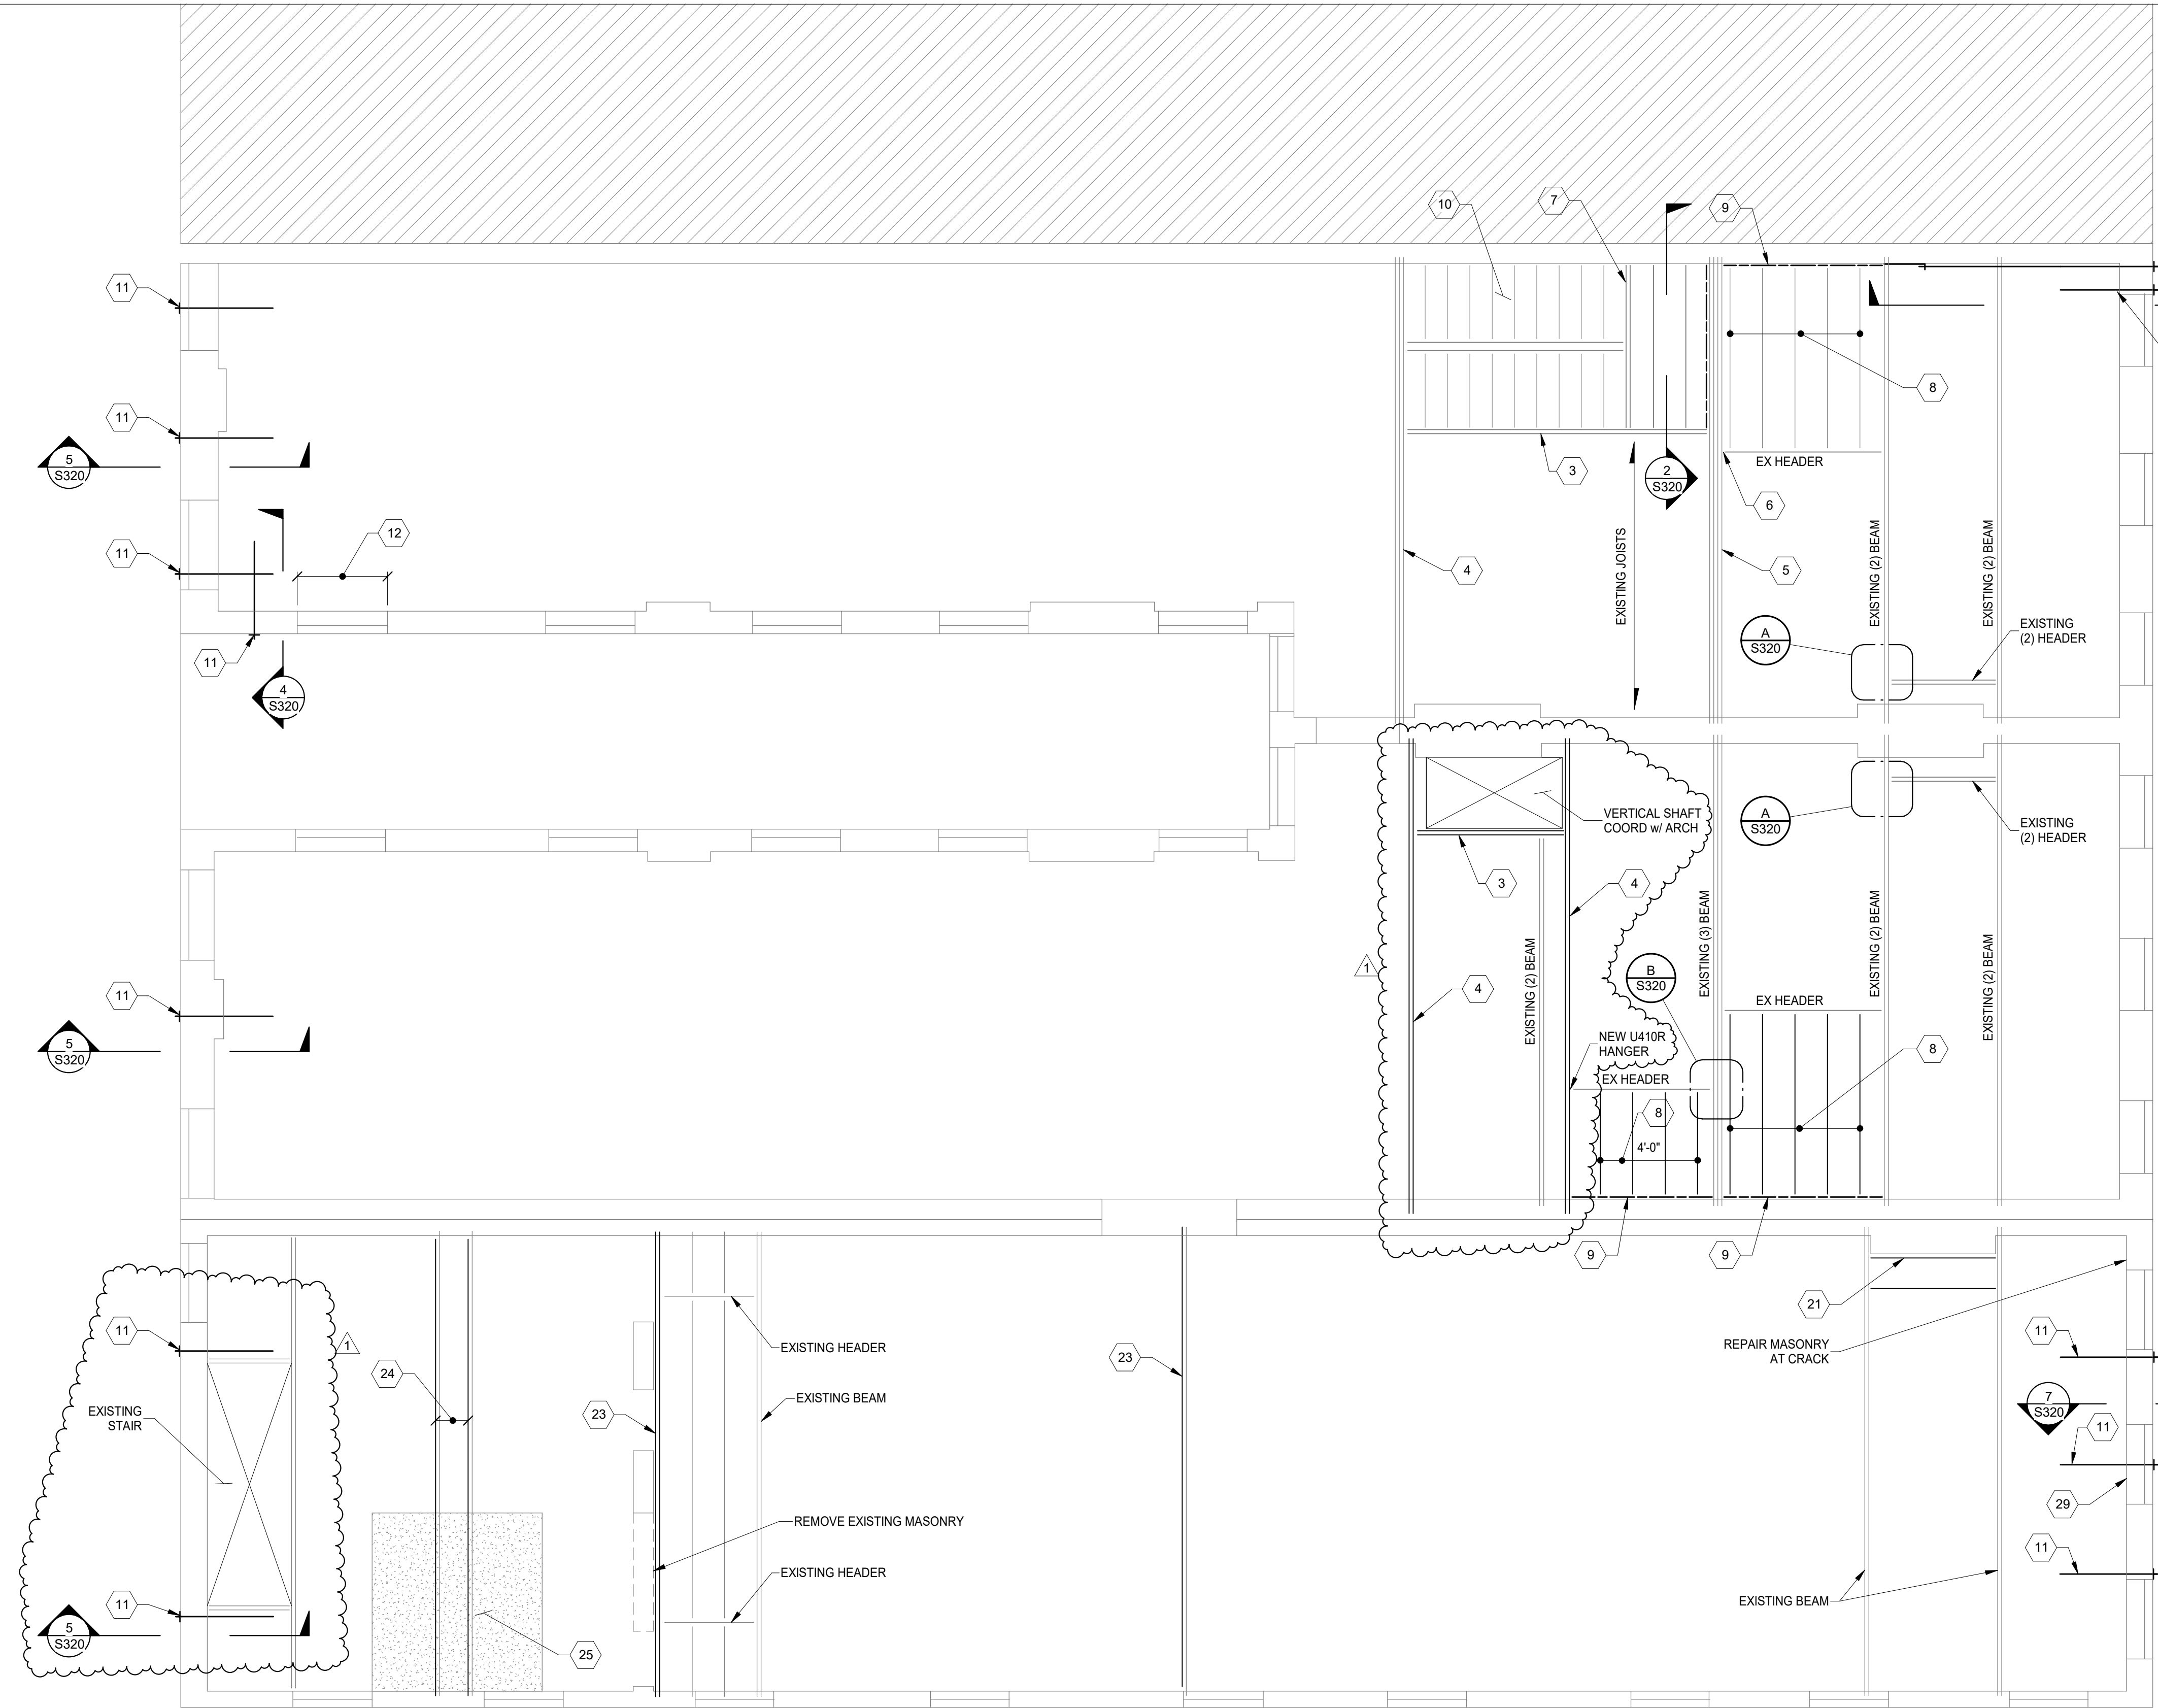 10
7
9
11
8
11
5
S320
3
EX HEADER
2
S320
6
12
11
EXISTING JOISTS
4
5
EXISTING (2) BEAM
EXISTING (2) BEAM
A
S320
EXISTING
(2) HEADER
11
4
S320
VERTICAL SHAFT
COORD w/ ARCH
A
S320
EXISTING
(2) HEADER
3
4
EXISTING (2) BEAM
EXISTING (3) BEAM
EXISTING (2) BEAM
EXISTING (2) BEAM
1
B
S320
4
11
EX HEADER
5
S320
NEW U410R
HANGER
8
EX HEADER
8
4'-0"
9
9
21
11
1
EXISTING HEADER
REPAIR MASONRY
AT CRACK
11
23
24
EXISTING BEAM
7
S320
EXISTING
STAIR
23
11
29
REMOVE EXISTING MASONRY
11
EXISTING HEADER
11
EXISTING BEAM
5
S320
25